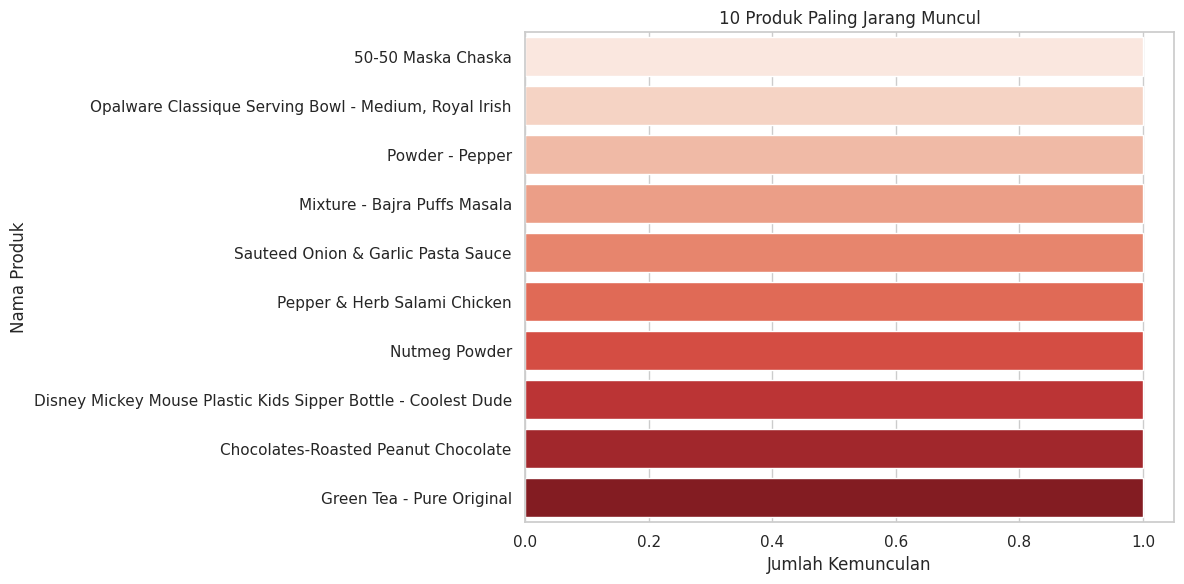 10 Produk Paling Jarang Muncul
50-50 Maska Chaska
Opalware Classique Serving Bowl - Medium, Royal Irish
Powder - Pepper
Mixture - Bajra Puffs Masala
Sauteed Onion & Garlic Pasta Sauce
Pepper & Herb Salami Chicken
Nutmeg Powder
Disney Mickey Mouse Plastic Kids Sipper Bottle - Coolest Dude
Chocolates-Roasted Peanut Chocolate
Green Tea - Pure Original
Nama Produk
0.0 0.2 0.4 0.6 0.8 1.0
Jumlah Kemunculan